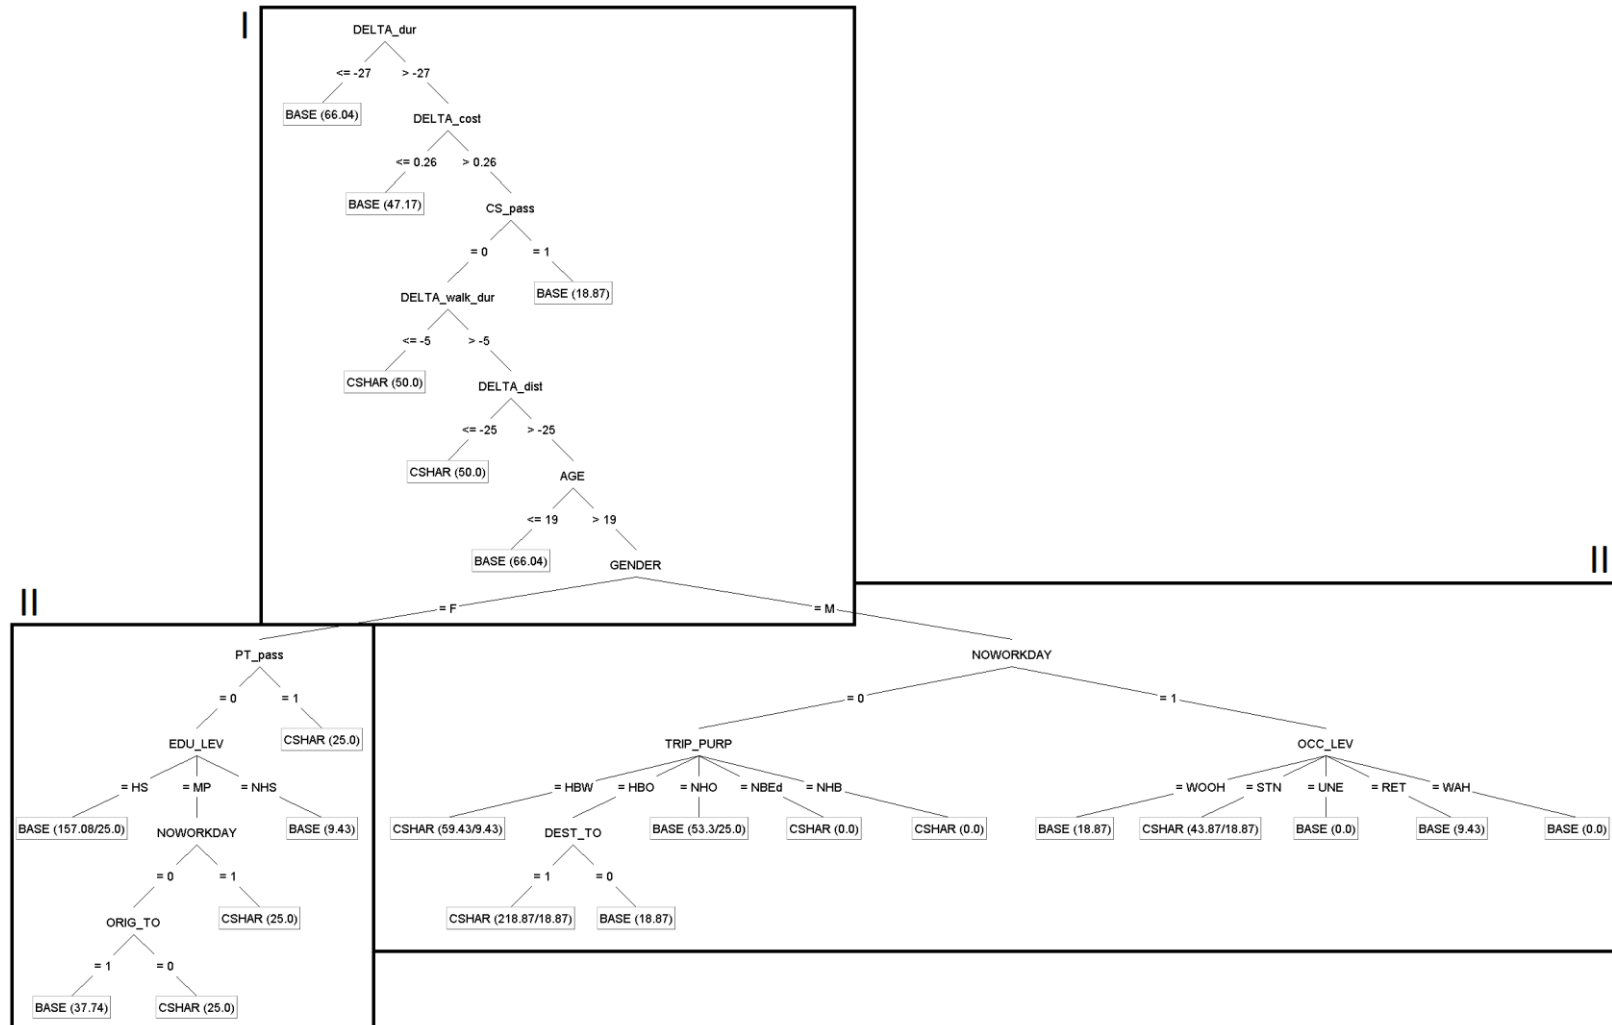 I
DELTA_dur
<= -27 > -27
BASE (66.04)
DELTA_cost
<= 0.26 > 0.26
BASE (47.17)
CS_pass
= 0 = 1
DELTA_walk_dur
BASE (18.87)
<= -5 > -5
CSHAR (50.0)
DELTA_dist
<= -25 > -25
CSHAR (50.0)
AGE
<= 19 > 19
BASE (66.04)
GENDER
= F = M
II
PT_pass
= 0 = 1
EDU_LEV
CSHAR (25.0)
= HS = MP = NHS
BASE (157.08/25.0)
NOWORKDAY
BASE (9.43)
= 0 = 1
ORIG_TO
CSHAR (25.0)
= 1 = 0
BASE (37.74) CSHAR (25.0)
II
NOWORKDAY
= 0 = 1
TRIP_PURP OCC_LEV
= HBW = HBO = NHO = NBEd = NHB
CSHAR (59.43/9.43)
DEST_TO
BASE (53.3/25.0) CSHAR (0.0) CSHAR (0.0)
= 1 = 0
CSHAR (218.87/18.87) BASE (18.87)
= WOOH = STN = UNE = RET = WAH
BASE (18.87) CSHAR (43.87/18.87) BASE (0.0) BASE (9.43) BASE (0.0)